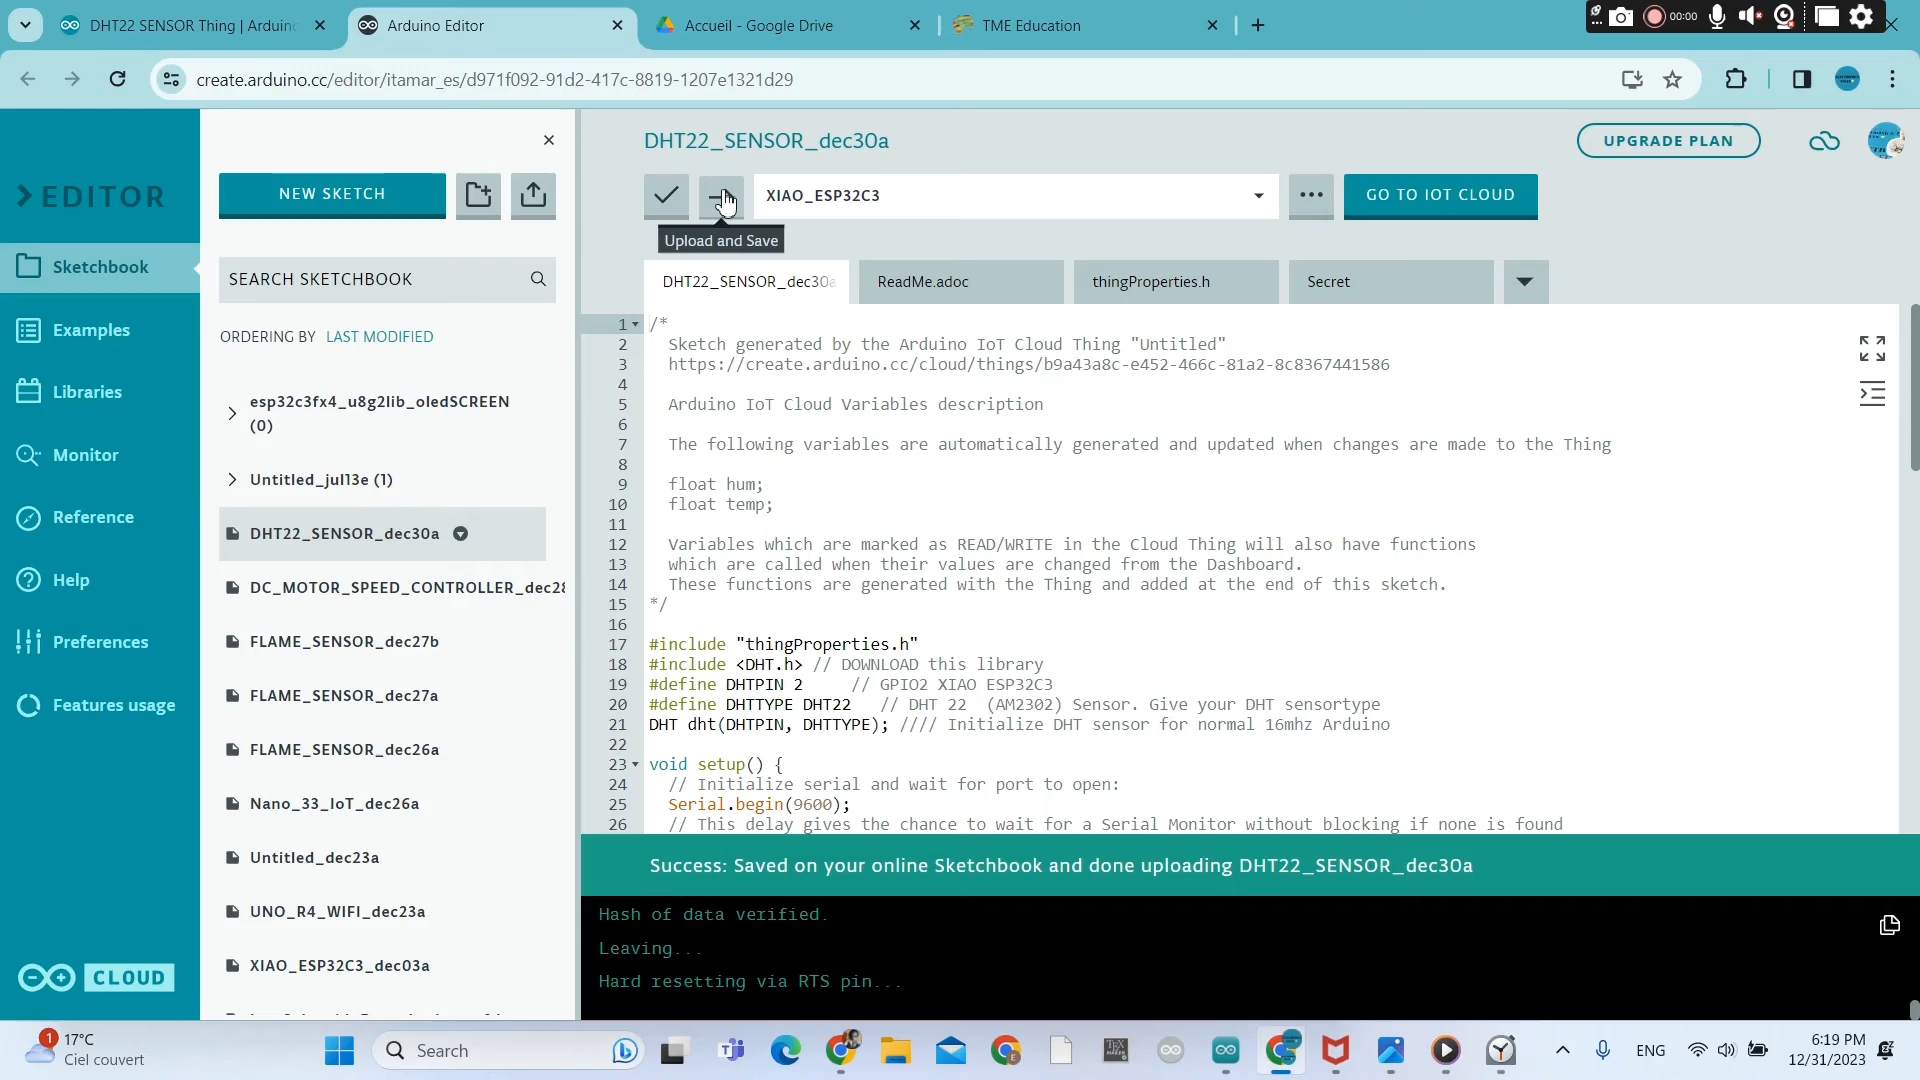 DHT22 SENSOR Thing | Arduino
Arduino Editor
Accueil - Google Drive
TME Education
00:00
create.arduino.cc/editor/itamar_es/d971f092-91d2-417c-8819-1207e1321d29
EDITOR
Sketchbook
Examples
Libraries
Monitor
Reference
Help
Preferences
Features usage
CLOUD
NEW SKETCH
SEARCH SKETCHBOOK
ORDERING BY LAST MODIFIED
esp32c3fx4_u8g2lib_oledSCREEN
(0)
Untitled_jul13e (1)
DHT22_SENSOR_dec30a
DC_MOTOR_SPEED_CONTROLLER_dec28
FLAME_SENSOR_dec27b
FLAME_SENSOR_dec27a
FLAME_SENSOR_dec26a
Nano_33_IoT_dec26a
Untitled_dec23a
UNO_R4_WIFI_dec23a
XIAO_ESP32C3_dec03a
DHT22_SENSOR_dec30a
UPGRADE PLAN
XIAO_ESP32C3
GO TO IOT CLOUD
Upload and Save
DHT22_SENSOR_dec30a
ReadMe.adoc
thingProperties.h
Secret
1 /*
2 Sketch generated by the Arduino IoT Cloud Thing "Untitled"
3 https://create.arduino.cc/cloud/things/b9a43a8c-e452-466c-81a2-8c8367441586
4
5 Arduino IoT Cloud Variables description
6
7 The following variables are automatically generated and updated when changes are made to the Thing
8
9 float hum;
10 float temp;
11
12 Variables which are marked as READ/WRITE in the Cloud Thing will also have functions
13 which are called when their values are changed from the Dashboard.
14 These functions are generated with the Thing and added at the end of this sketch.
15 */
16
17 #include "thingProperties.h"
18 #include <DHT.h> // DOWNLOAD this library
19 #define DHTPIN 2 // GPIO2 XIAO ESP32C3
20 #define DHTTYPE DHT22 // DHT 22 (AM2302) Sensor. Give your DHT sensortype
21 DHT dht(DHTPIN, DHTTYPE); //// Initialize DHT sensor for normal 16mhz Arduino
22
23 void setup() {
24 // Initialize serial and wait for port to open:
25 Serial.begin(9600);
26 // This delay gives the chance to wait for a Serial Monitor without blocking if none is found
Success: Saved on your online Sketchbook and done uploading DHT22_SENSOR_dec30a
Hash of data verified.
Leaving...
Hard resetting via RTS pin...
1
17°C
Ciel couvert
Search
ENG
6:19 PM
12/31/2023